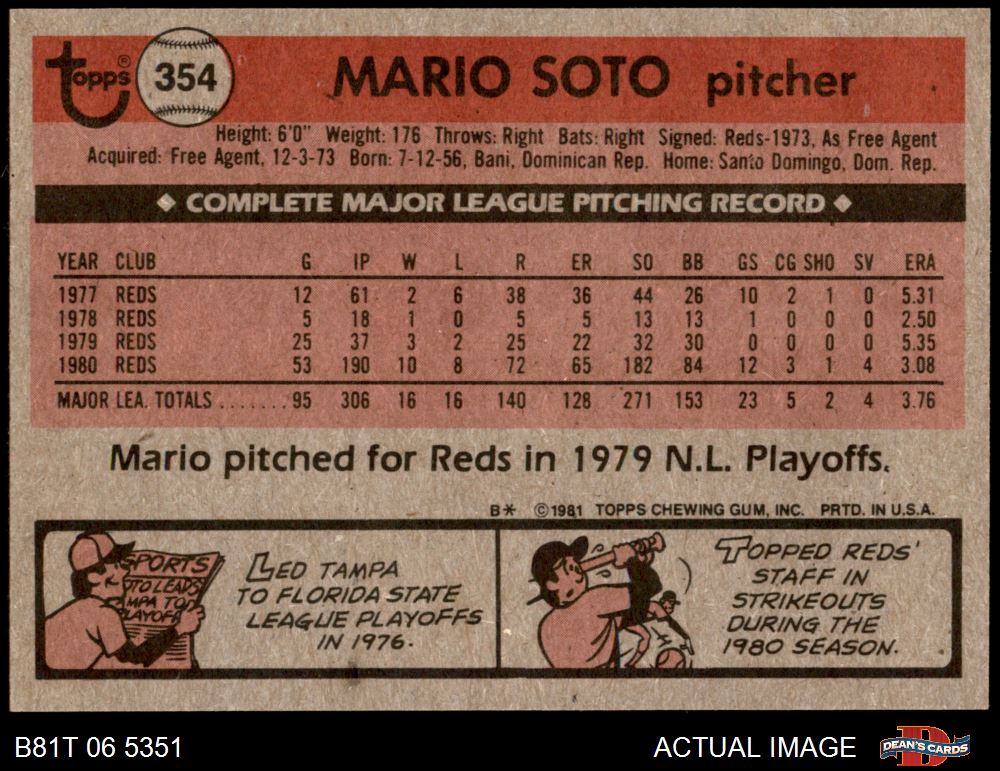 topps® 354 MARIO SOTO pitcher
Height: 6'0" Weight: 176 Throws: Right Bats: Right Signed: Reds-1973, As Free Agent
Acquired: Free Agent, 12-3-73 Born: 7-12-56, Bani, Dominican Rep. Home: Santo Domingo, Dom. Rep.
◆ COMPLETE MAJOR LEAGUE PITCHING RECORD ◆
YEAR CLUB G IP W L R ER SO BB GS CG SHO SV ERA
1977 REDS 12 61 2 6 38 36 44 26 10 2 1 0 5.31
1978 REDS 5 18 1 0 5 5 13 13 1 0 0 0 2.50
1979 REDS 25 37 3 2 25 22 32 30 0 0 0 0 5.35
1980 REDS 53 190 10 8 72 65 182 84 12 3 1 4 3.08
MAJOR LEA. TOTALS ....... 95 306 16 16 140 128 271 153 23 5 2 4 3.76
Mario pitched for Reds in 1979 N.L. Playoffs.
B* ©1981 TOPPS CHEWING GUM, INC. PRTD. IN U.S.A.
SPORTS
TO LEADS
MPA TO
PLAYOFF
LED TAMPA
TO FLORIDA STATE
LEAGUE PLAYOFFS
IN 1976.
TOPPED REDS'
STAFF IN
STRIKEOUTS
DURING THE
1980 SEASON.
B81T 06 5351
ACTUAL IMAGE
DEAN'S CARDS